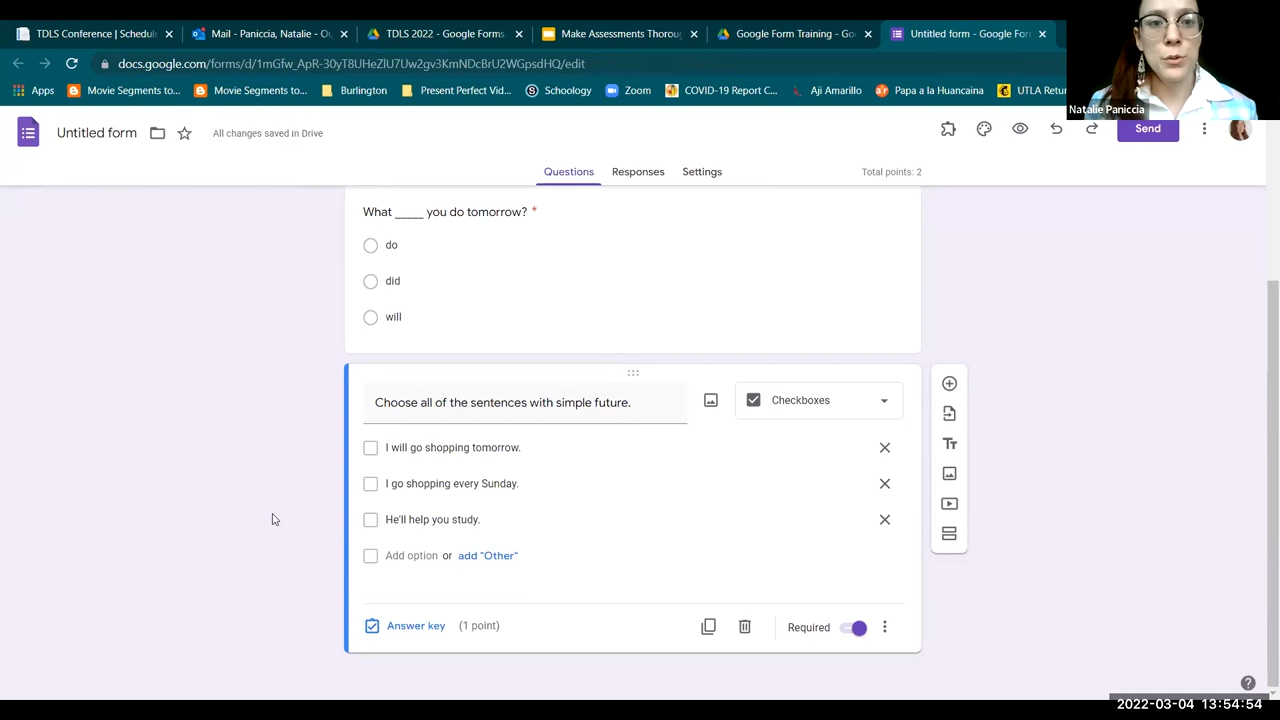 TDLS Conference | Schedul
Mail - Paniccia, Natalie - Ou
TDLS 2022 - Google Forms
Make Assessments Thoroug
Google Form Training - Goo
Untitled form - Google For
docs.google.com/forms/d/1mGfw_ApR-30yT8UHeZlU7Uw2gv3KmNDcBrU2WGpsdHQ/edit
Apps
Movie Segments to...
Movie Segments to...
Burlington
Present Perfect Vid...
Schoology
Zoom
COVID-19 Report C...
Aji Amarillo
Papa a la Huancaina
UTLA Retu
Natalie Paniccia
Untitled form
All changes saved in Drive
Send
Questions
Responses
Settings
Total points: 2
What _____ you do tomorrow? *
do
did
will
Choose all of the sentences with simple future.
Checkboxes
I will go shopping tomorrow.
I go shopping every Sunday.
He'll help you study.
Add option or add "Other"
Answer key (1 point)
Required
2022-03-04 13:54:54